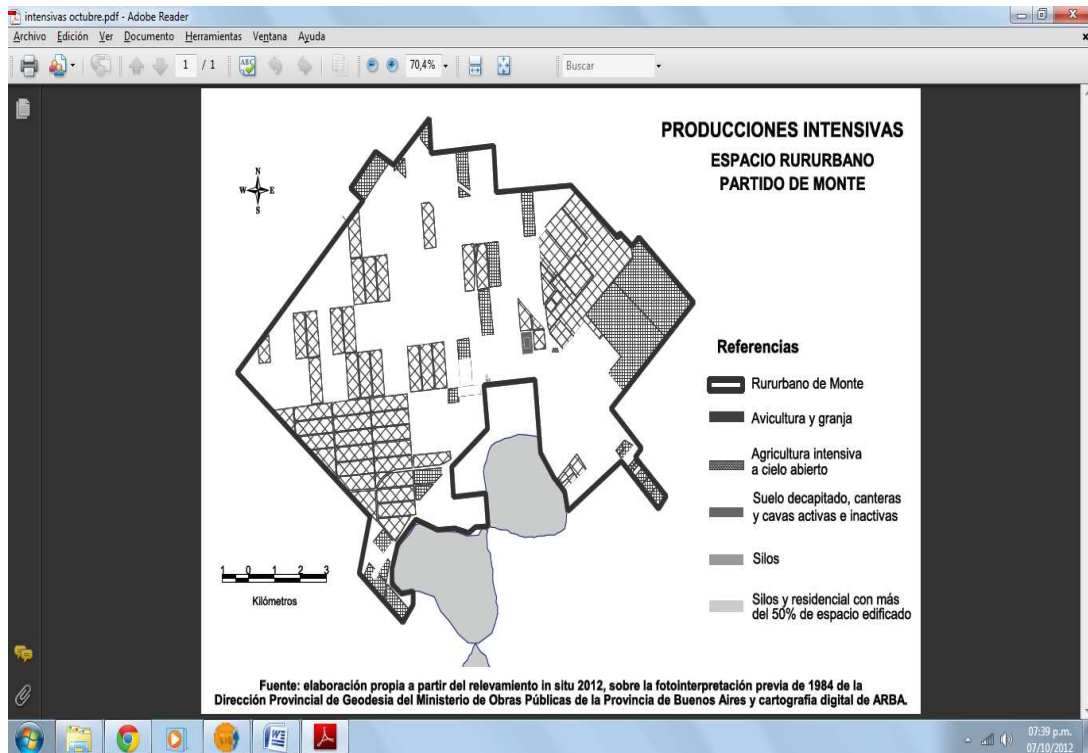 intensivas octubre.pdf - Adobe Reader
Archivo Edición Ver Documento Herramientas Ventana Ayuda
1 / 1 70,4% Buscar
PRODUCCIONES INTENSIVAS
ESPACIO RURURBANO
PARTIDO DE MONTE
N
W E
S
Referencias
Rururbano de Monte
Avicultura y granja
Agricultura intensiva
a cielo abierto
Suelo decapitado, canteras
y cavas activas e inactivas
Silos
Silos y residencial con más
del 50% de espacio edificado
1 0 1 2 3
Kilómetros
Fuente: elaboración propia a partir del relevamiento in situ 2012, sobre la fotointerpretación previa de 1984 de la
Dirección Provincial de Geodesia del Ministerio de Obras Públicas de la Provincia de Buenos Aires y cartografía digital de ARBA.
07:39 p.m.
07/10/2012